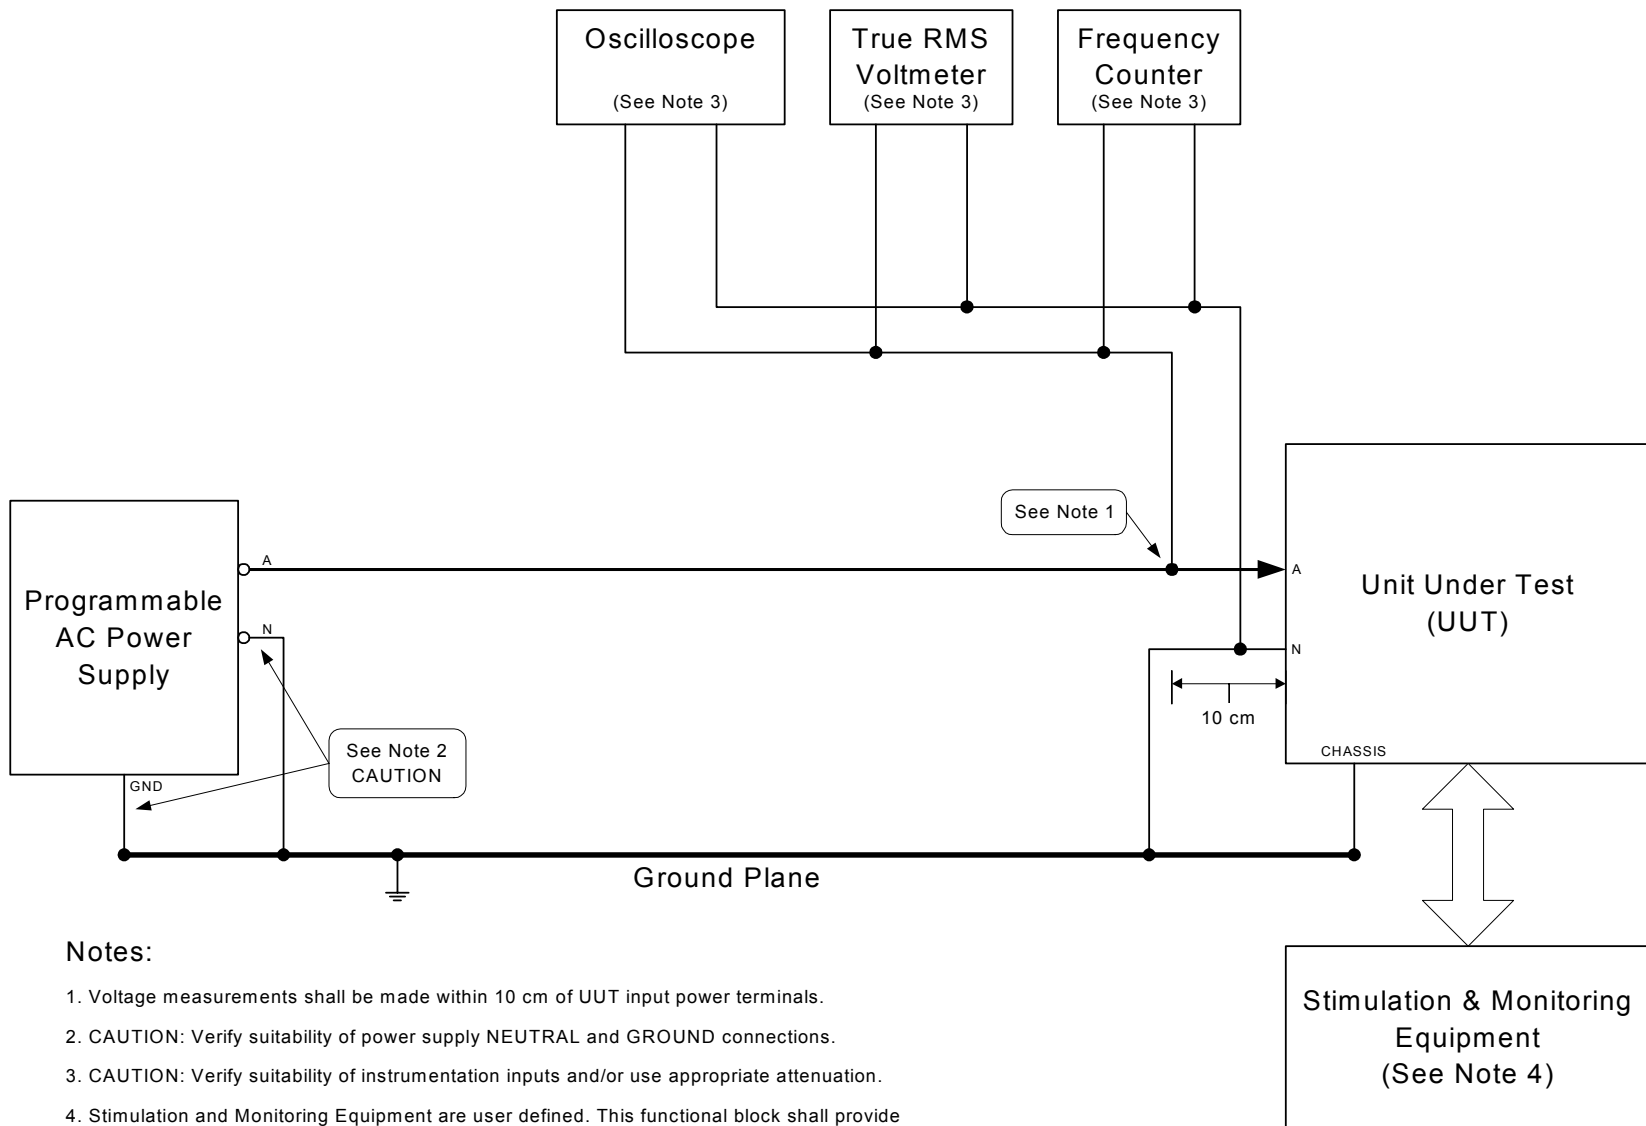 Oscilloscope
(See Note 3)
True RMS
Voltmeter
(See Note 3)
Frequency
Counter
(See Note 3)
See Note 1
A
N
GND
Programmable
AC Power
Supply
See Note 2
CAUTION
A
N
10 cm
CHASSIS
Unit Under Test
(UUT)
Ground Plane
Stimulation & Monitoring
Equipment
(See Note 4)
Notes:
1. Voltage measurements shall be made within 10 cm of UUT input power terminals.
2. CAUTION: Verify suitability of power supply NEUTRAL and GROUND connections.
3. CAUTION: Verify suitability of instrumentation inputs and/or use appropriate attenuation.
4. Stimulation and Monitoring Equipment are user defined. This functional block shall provide